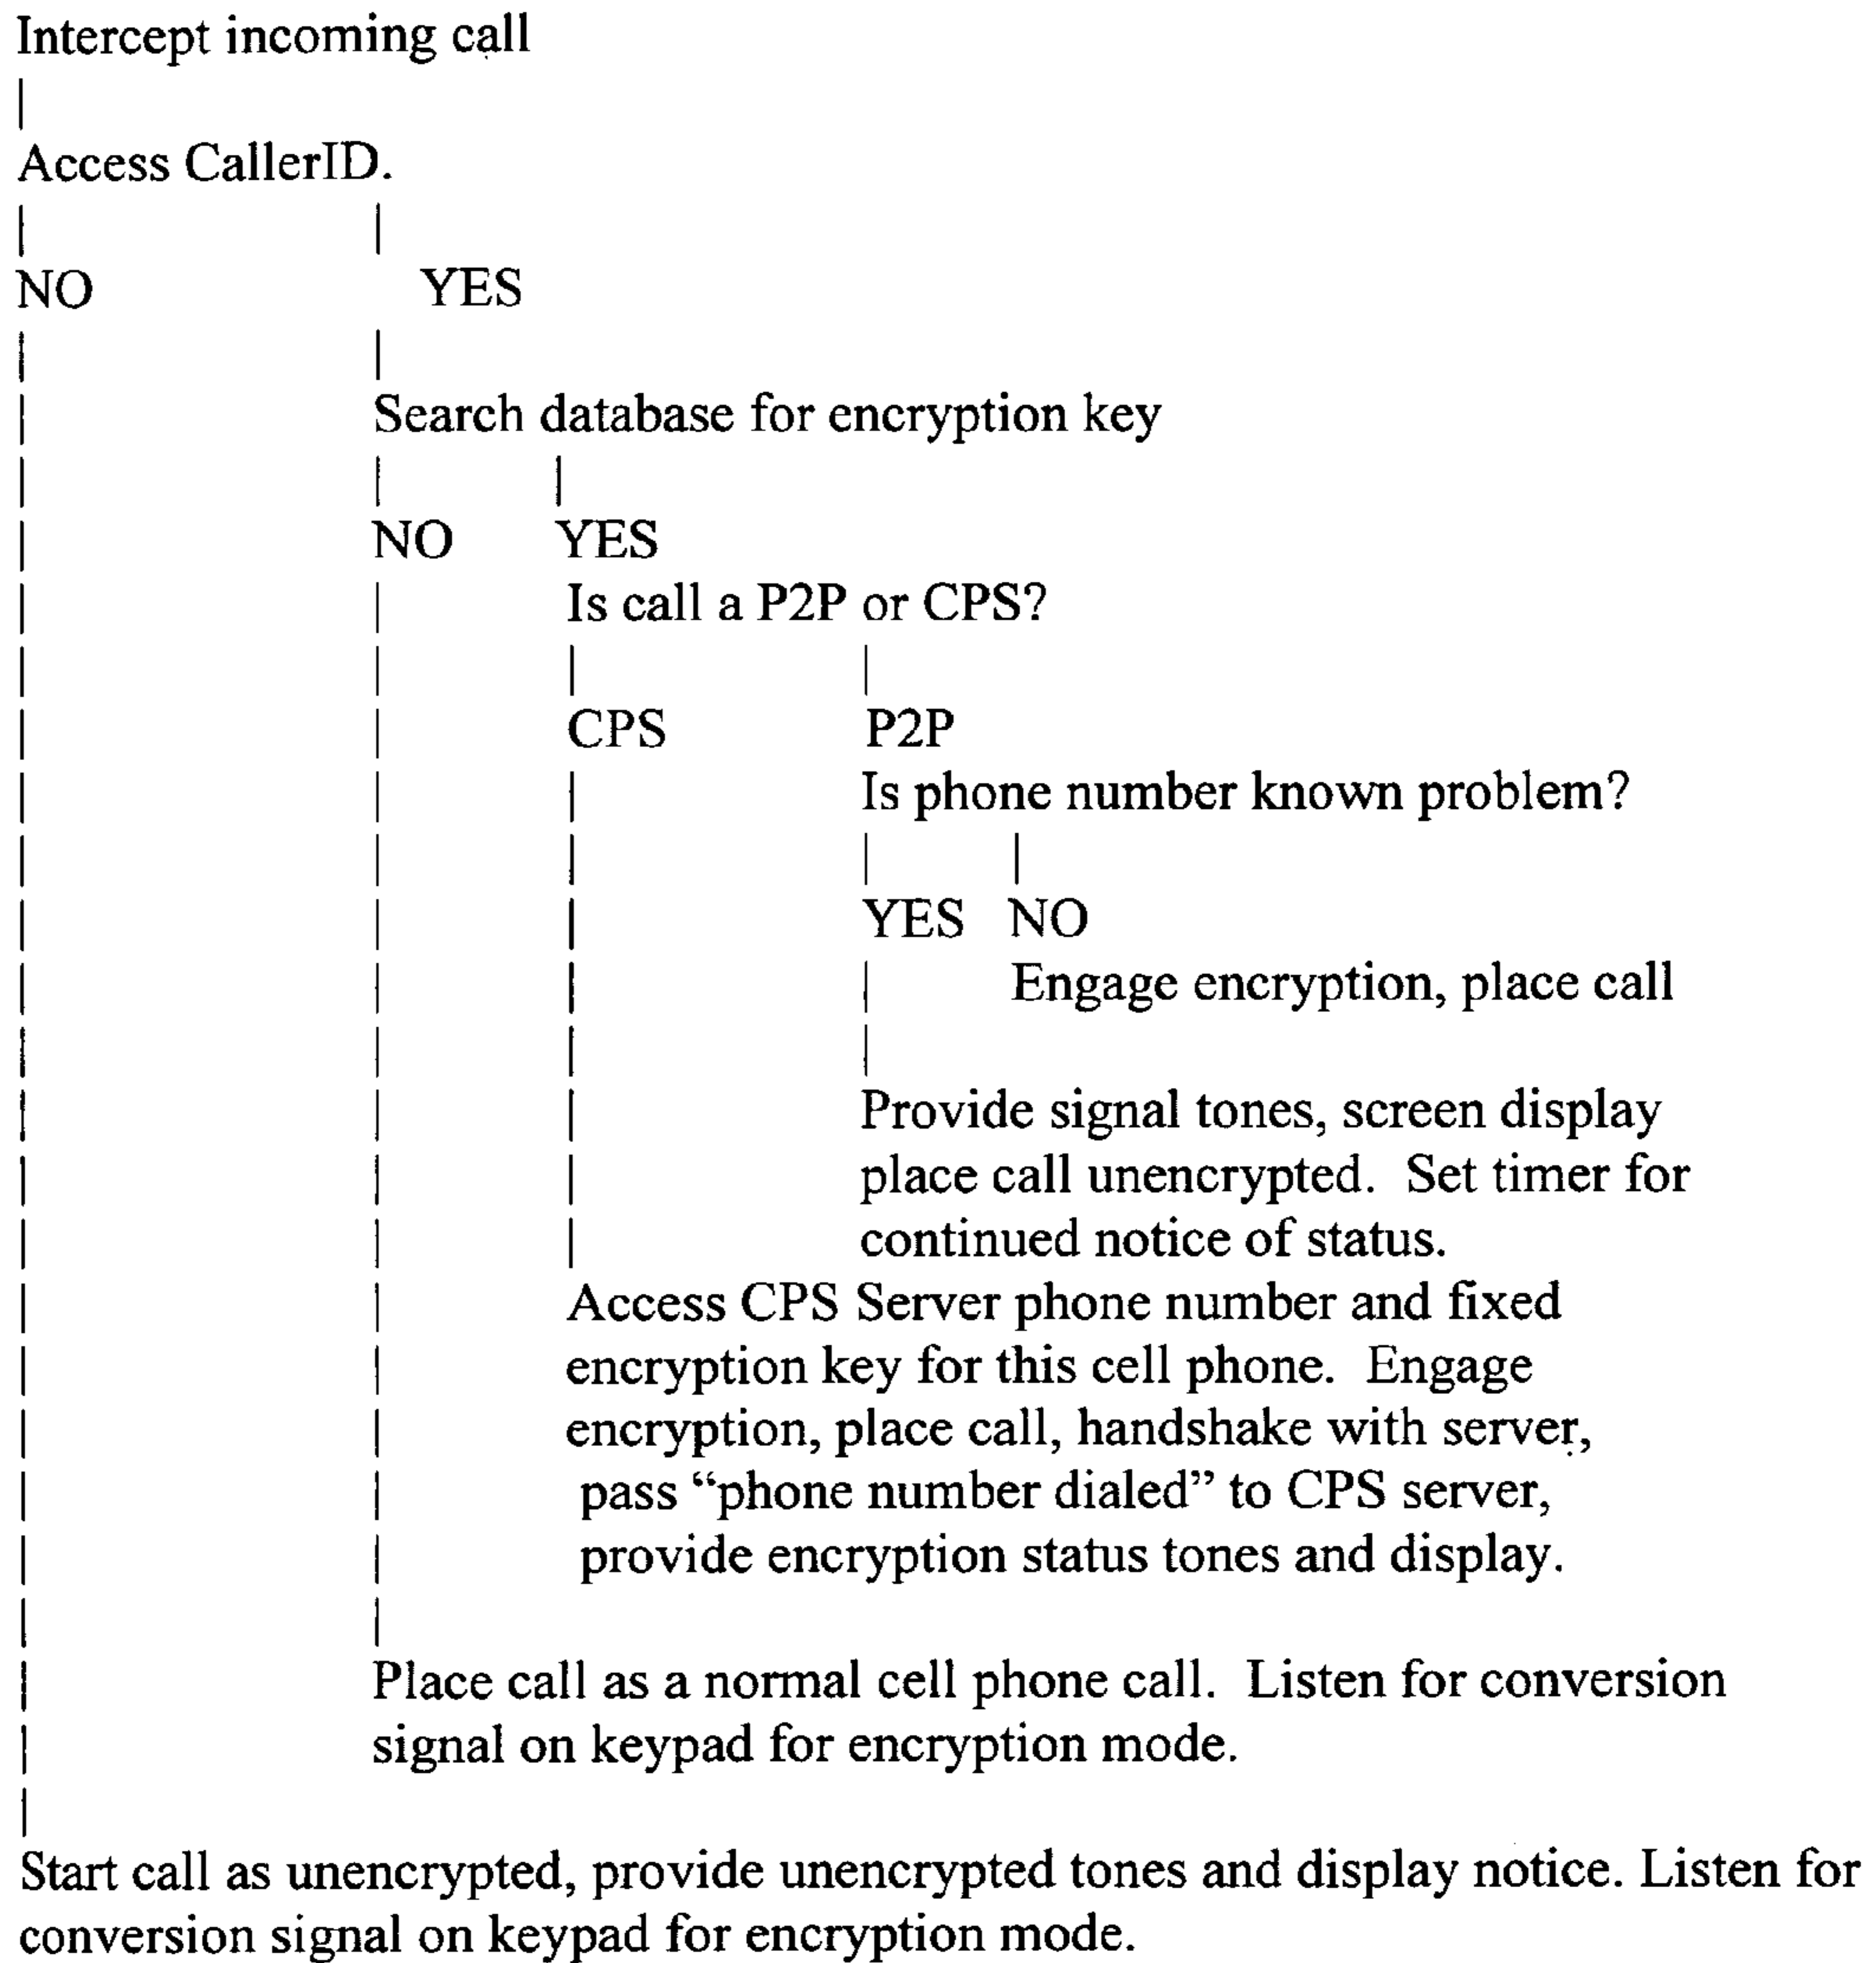 Intercept incoming call
Access CallerID.
NO YES
Search database for encryption key
NO YES
Is call a P2P or CPS?
CPS P2P
Is phone number known problem?
YES NO
Engage encryption, place call
Provide signal tones, screen display
place call unencrypted. Set timer for
continued notice of status.
Access CPS Server phone number and fixed
encryption key for this cell phone. Engage
encryption, place call, handshake with server,
pass “phone number dialed” to CPS server,
provide encryption status tones and display.
Place call as a normal cell phone call. Listen for conversion
signal on keypad for encryption mode.
Start call as unencrypted, provide unencrypted tones and display notice. Listen for
conversion signal on keypad for encryption mode.